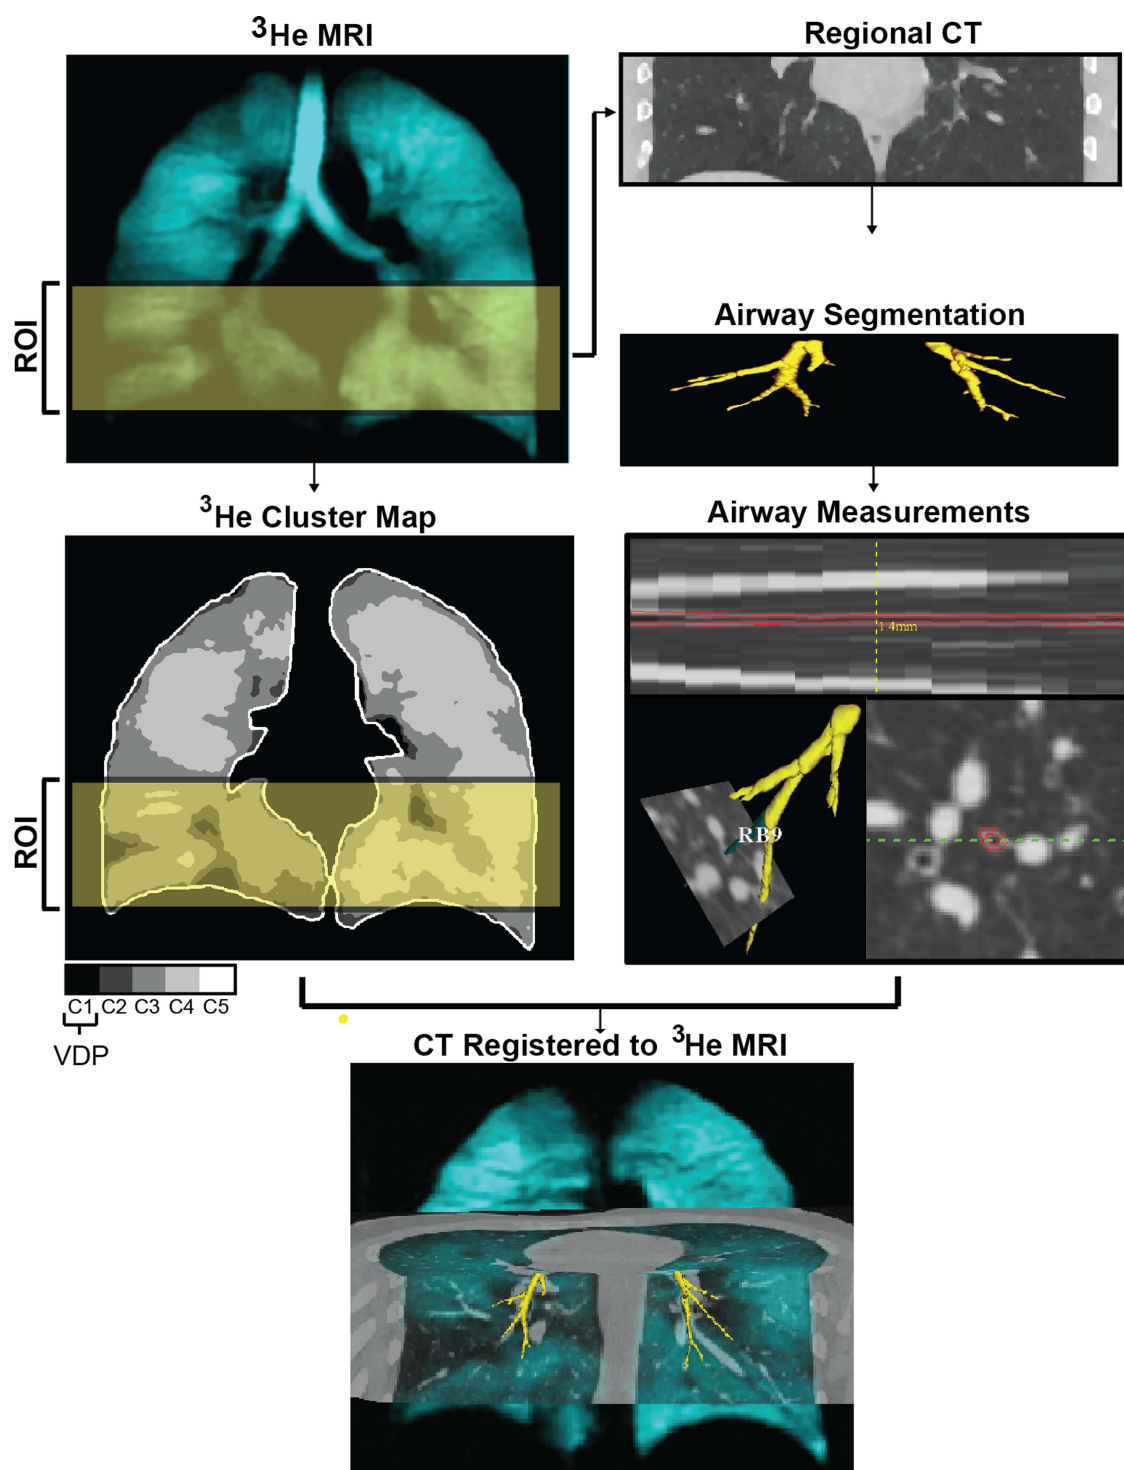 ³He MRI
Regional CT
ROI
Airway Segmentation
³He Cluster Map
Airway Measurements
1.4mm
RB9
ROI
C1 C2 C3 C4 C5
VDP
CT Registered to ³He MRI